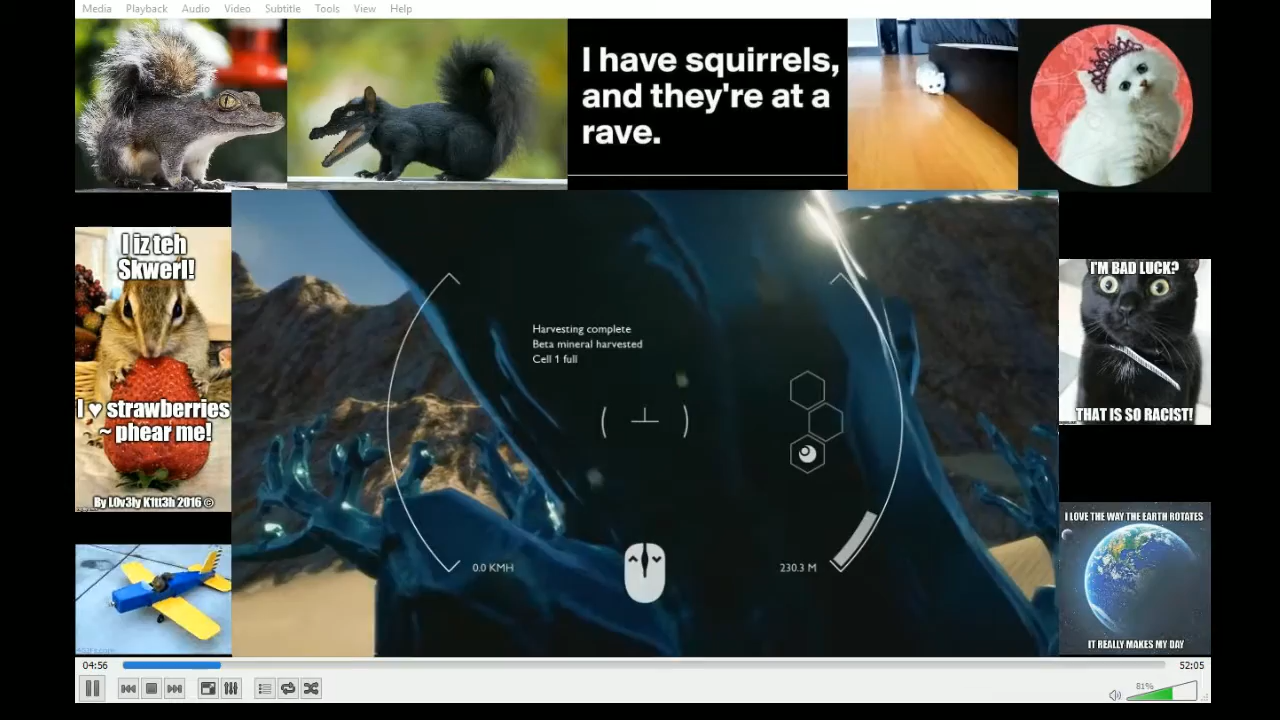 Media Playback Audio Video Subtitle Tools View Help
I have squirrels,
and they're at a
rave.
I iz teh
Skwerl!
I ♥ strawberries
~ phear me!
By L0v3ly K1tt3h 2016 ©
Harvesting complete
Beta mineral harvested
Cell 1 full
0.0 KMH
230.3 M
I'M BAD LUCK?
THAT IS SO RACIST!
I LOVE THE WAY THE EARTH ROTATES
IT REALLY MAKES MY DAY
04:56
52:05
81%